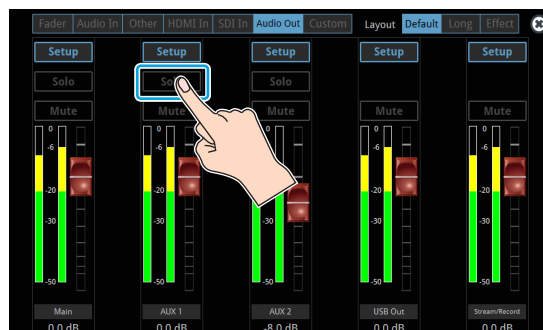 Fader Audio In Other HDMI In SDI In Audio Out Custom Layout Default Long Effect
Setup Setup Setup Setup Setup
Solo Solo Solo
Mute Mute Mute Mute Mute
0 0 0 0 0
-6 -6 -6 -6 -6
-20 -20 -20 -20 -20
-30 -30 -30 -30 -30
-50 -50 -50 -50 -50
Main AUX 1 AUX 2 USB Out Stream/Record
0.0 dB 0.0 dB -8.0 dB 0.0 dB 0.0 dB